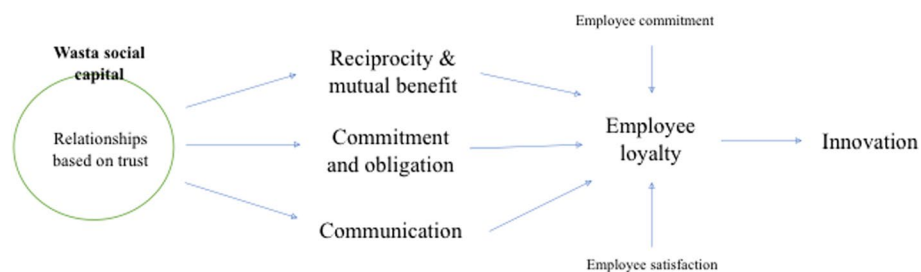 Wasta social
capital
Relationships
based on trust
Reciprocity &
mutual benefit
Commitment
and obligation
Communication
Employee commitment
Employee
loyalty
Employee satisfaction
Innovation